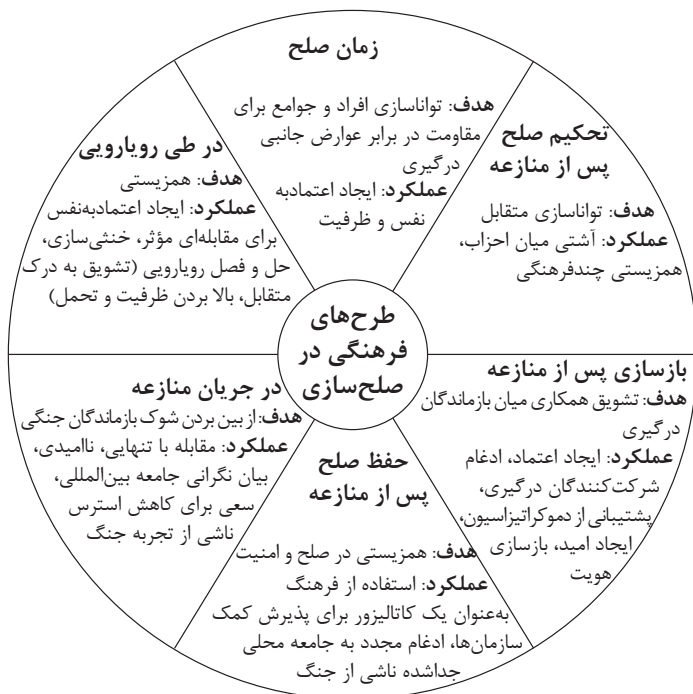 زمان صلح
هدف: تواناسازی افراد و جوامع برای
مقاومت در برابر عوارض جانبی
درگیری
عملکرد: ایجاد اعتمادبه
نفس و ظرفیت
تحکیم صلح
پس از منازعه
هدف: تواناسازی متقابل
عملکرد: آشتی میان احزاب،
همزیستی چندفرهنگی
بازسازی پس از منازعه
هدف: تشویق همکاری میان بازماندگان
درگیری
عملکرد: ایجاد اعتماد، ادغام
شرکت‌کنندگان درگیری،
پشتیبانی از دموکراتیزاسیون،
ایجاد امید، بازسازی
هویت
حفظ صلح
پس از منازعه
هدف: همزیستی در صلح و امنیت
عملکرد: استفاده از فرهنگ
به‌عنوان یک کاتالیزور برای پذیرش کمک
سازمان‌ها، ادغام مجدد به جامعه محلی
جداشده ناشی از جنگ
در جریان منازعه
هدف: از بین بردن شوک بازماندگان جنگی
عملکرد: مقابله با تنهایی، ناامیدی،
بیان نگرانی جامعه بین‌المللی،
سعی برای کاهش استرس
ناشی از تجربه جنگ
در طی رویارویی
هدف: همزیستی
عملکرد: ایجاد اعتمادبه‌نفس
برای مقابله‌ای مؤثر، خنثی‌سازی،
حل و فصل رویارویی (تشویق به درک
متقابل، بالا بردن ظرفیت و تحمل)
طرح‌های
فرهنگی در
صلح‌سازی